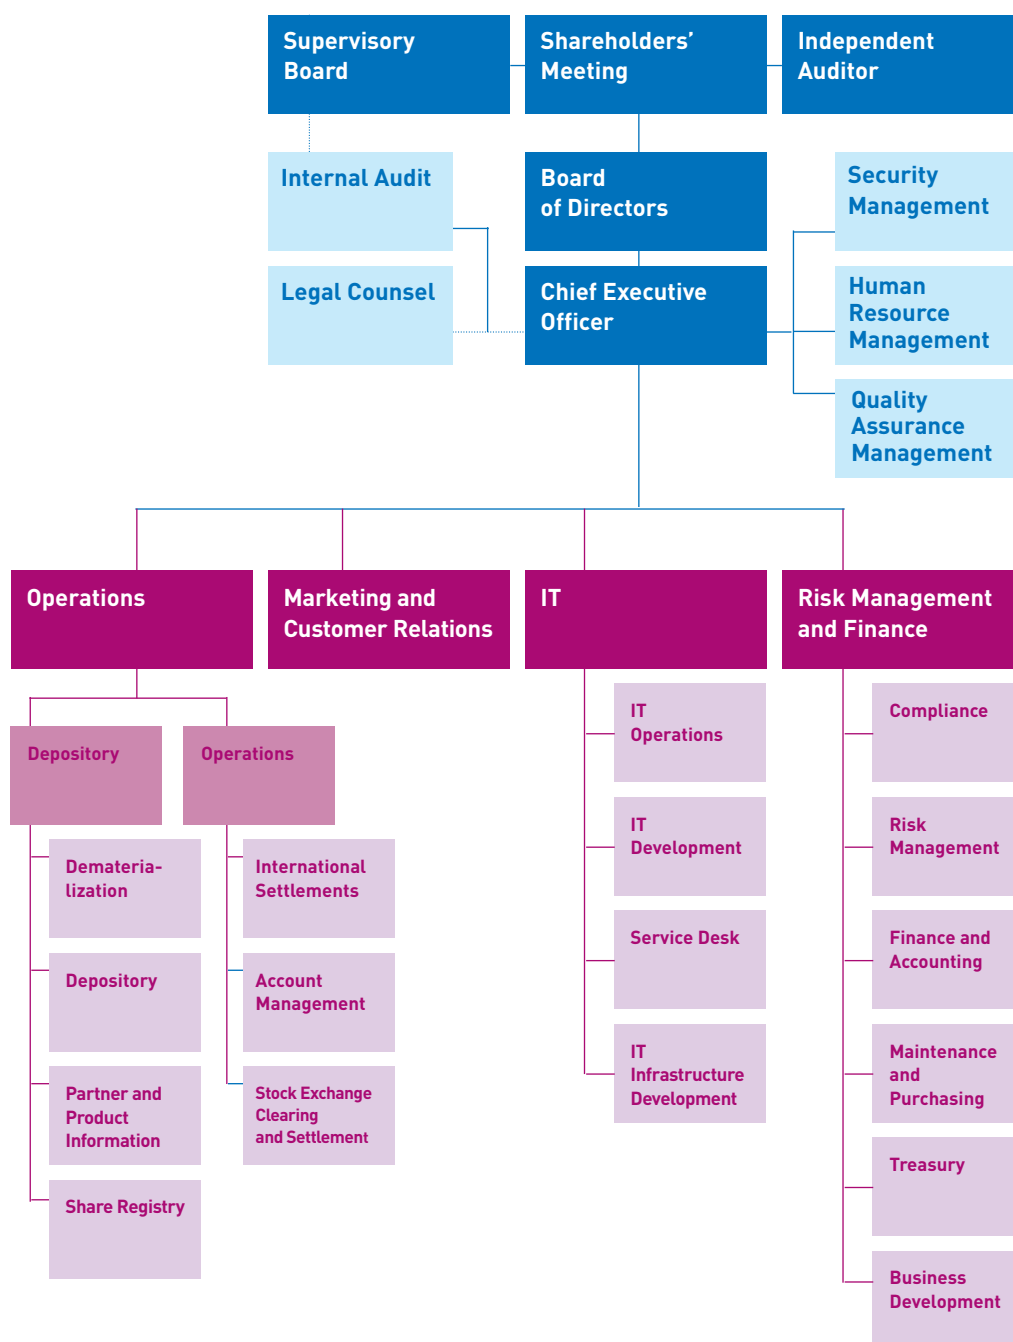 Supervisory
Board
Shareholders’
Meeting
Independent
Auditor
Internal Audit
Board
of Directors
Security
Management
Legal Counsel
Chief Executive
Officer
Human
Resource
Management
Quality
Assurance
Management
Operations
Marketing and
Customer Relations
IT
Risk Management
and Finance
Depository
Operations
Demateria-
lization
Depository
Partner and
Product
Information
Share Registry
International
Settlements
Account
Management
Stock Exchange
Clearing
and Settlement
IT
Operations
IT
Development
Service Desk
IT
Infrastructure
Development
Compliance
Risk
Management
Finance and
Accounting
Maintenance
and
Purchasing
Treasury
Business
Development